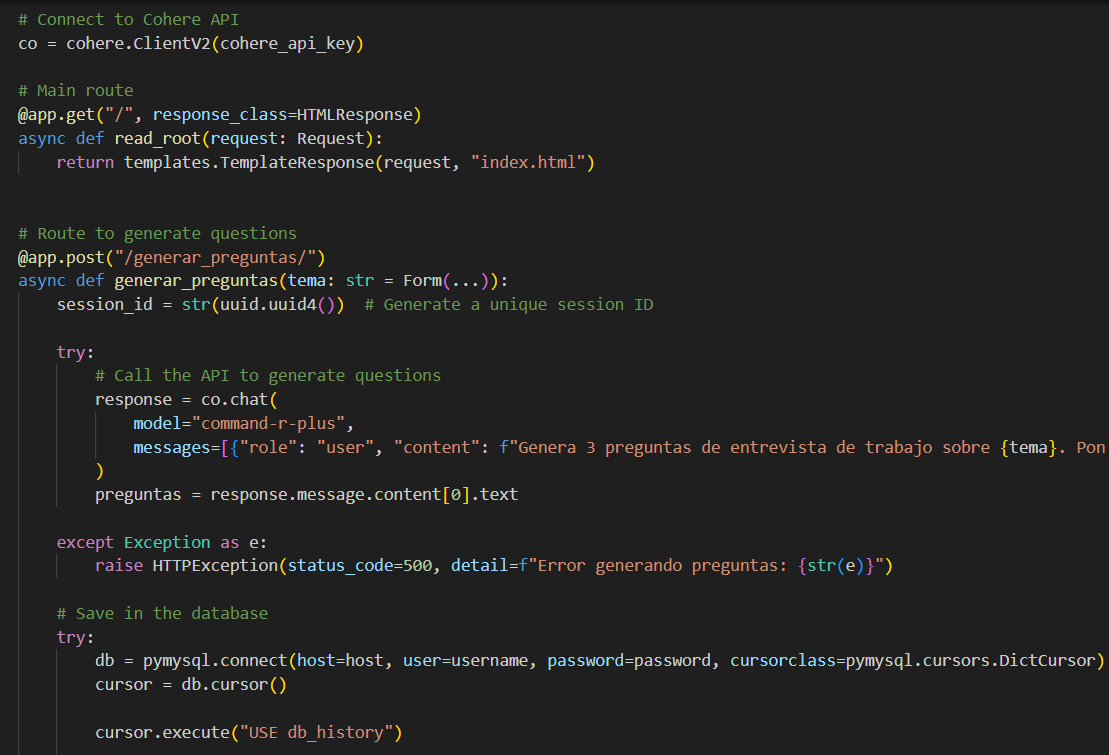 # Connect to Cohere API
co = cohere.ClientV2(cohere_api_key)
# Main route
@app.get("/", response_class=HTMLResponse)
async def read_root(request: Request):
    return templates.TemplateResponse(request, "index.html")
# Route to generate questions
@app.post("/generar_preguntas/")
async def generar_preguntas(tema: str = Form(...)):
    session_id = str(uuid.uuid4())  # Generate a unique session ID
    try:
        # Call the API to generate questions
        response = co.chat(
            model="command-r-plus",
            messages=[{"role": "user", "content": f"Genera 3 preguntas de entrevista de trabajo sobre {tema}. Pon
        )
        preguntas = response.message.content[0].text
    except Exception as e:
        raise HTTPException(status_code=500, detail=f"Error generando preguntas: {str(e)}")
    # Save in the database
    try:
        db = pymysql.connect(host=host, user=username, password=password, cursorclass=pymysql.cursors.DictCursor)
        cursor = db.cursor()
        cursor.execute("USE db_history")